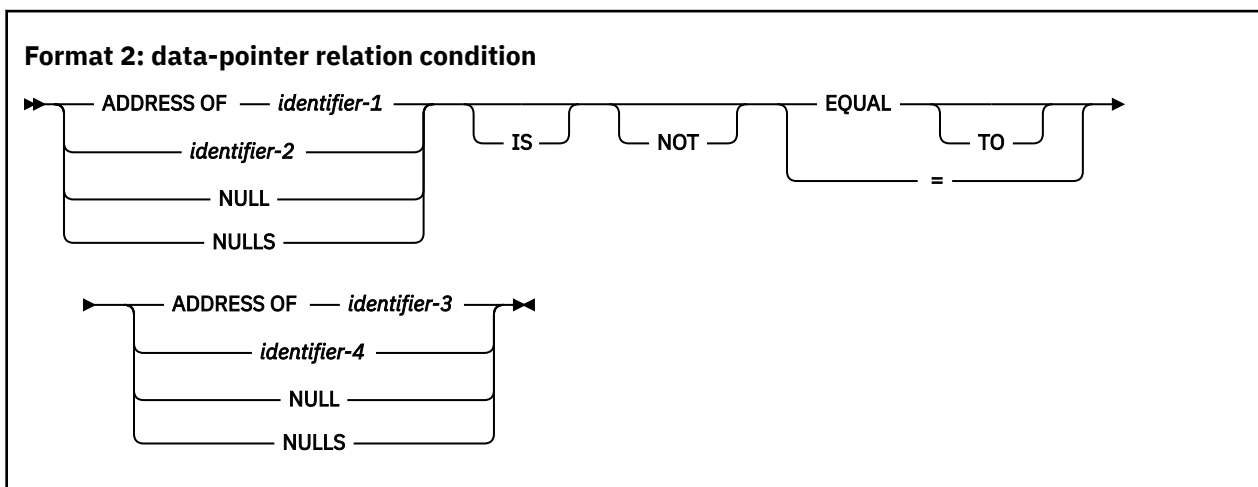 Format 2: data-pointer relation condition
ADDRESS OF identifier-1 EQUAL
IS NOT TO
identifier-2
=
NULL
NULLS
ADDRESS OF identifier-3
identifier-4
NULL
NULLS